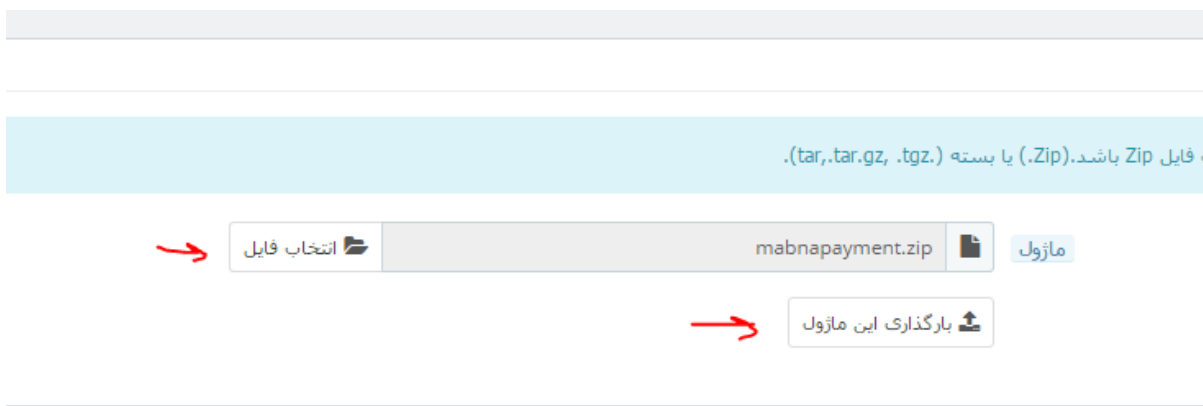 فایل Zip باشد.(Zip.) یا بسته (.tar,.tar.gz, .tgz).
ماژول
mabnapayment.zip
انتخاب فایل
بارگذاری این ماژول